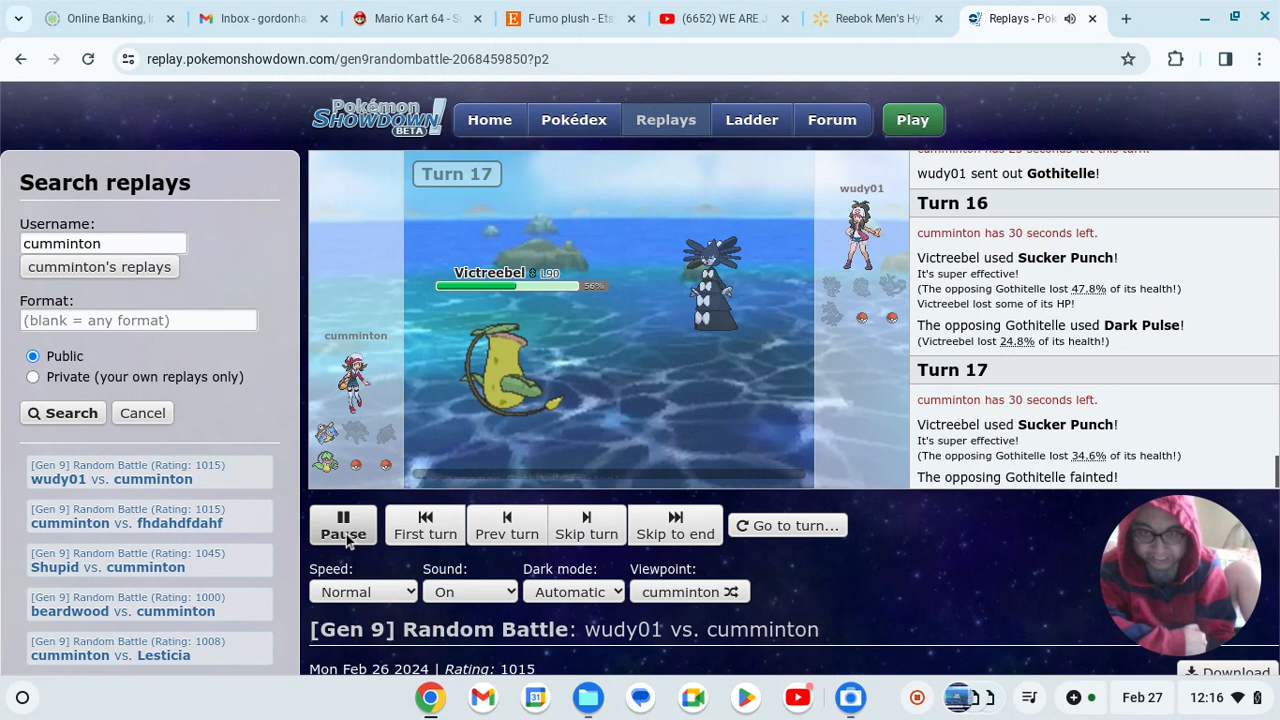 Online Banking, I
Inbox - gordonha
Mario Kart 64 - S
Fumo plush - Ets
(6652) WE ARE J
Reebok Men's Hy
Replays - Pok
replay.pokemonshowdown.com/gen9randombattle-2068459850?p2
Pokémon
SHOWDOWN!
BETA
Home
Pokédex
Replays
Ladder
Forum
Play
Search replays
Username:
cumminton
cumminton's replays
Format:
(blank = any format)
Public
Private (your own replays only)
Search
Cancel
[Gen 9] Random Battle (Rating: 1015)
wudy01 vs. cumminton
[Gen 9] Random Battle (Rating: 1015)
cumminton vs. fhdahfdahf
[Gen 9] Random Battle (Rating: 1045)
Shupid vs. cumminton
[Gen 9] Random Battle (Rating: 1000)
beardwood vs. cumminton
[Gen 9] Random Battle (Rating: 1008)
cumminton vs. Lesticia
Turn 17
wudy01
Victreebel L90
56%
cumminton
cumminton has 25 seconds left this turn.
wudy01 sent out Gothitelle!
Turn 16
cumminton has 30 seconds left.
Victreebel used Sucker Punch!
It's super effective!
(The opposing Gothitelle lost 47.8% of its health!)
Victreebel lost some of its HP!
The opposing Gothitelle used Dark Pulse!
(Victreebel lost 24.8% of its health!)
Turn 17
cumminton has 30 seconds left.
Victreebel used Sucker Punch!
It's super effective!
(The opposing Gothitelle lost 34.6% of its health!)
The opposing Gothitelle fainted!
Pause
First turn
Prev turn
Skip turn
Skip to end
Go to turn...
Speed:
Normal
Sound:
On
Dark mode:
Automatic
Viewpoint:
cumminton
[Gen 9] Random Battle: wudy01 vs. cumminton
Mon Feb 26 2024 | Rating: 1015
Download
Feb 27
12:16